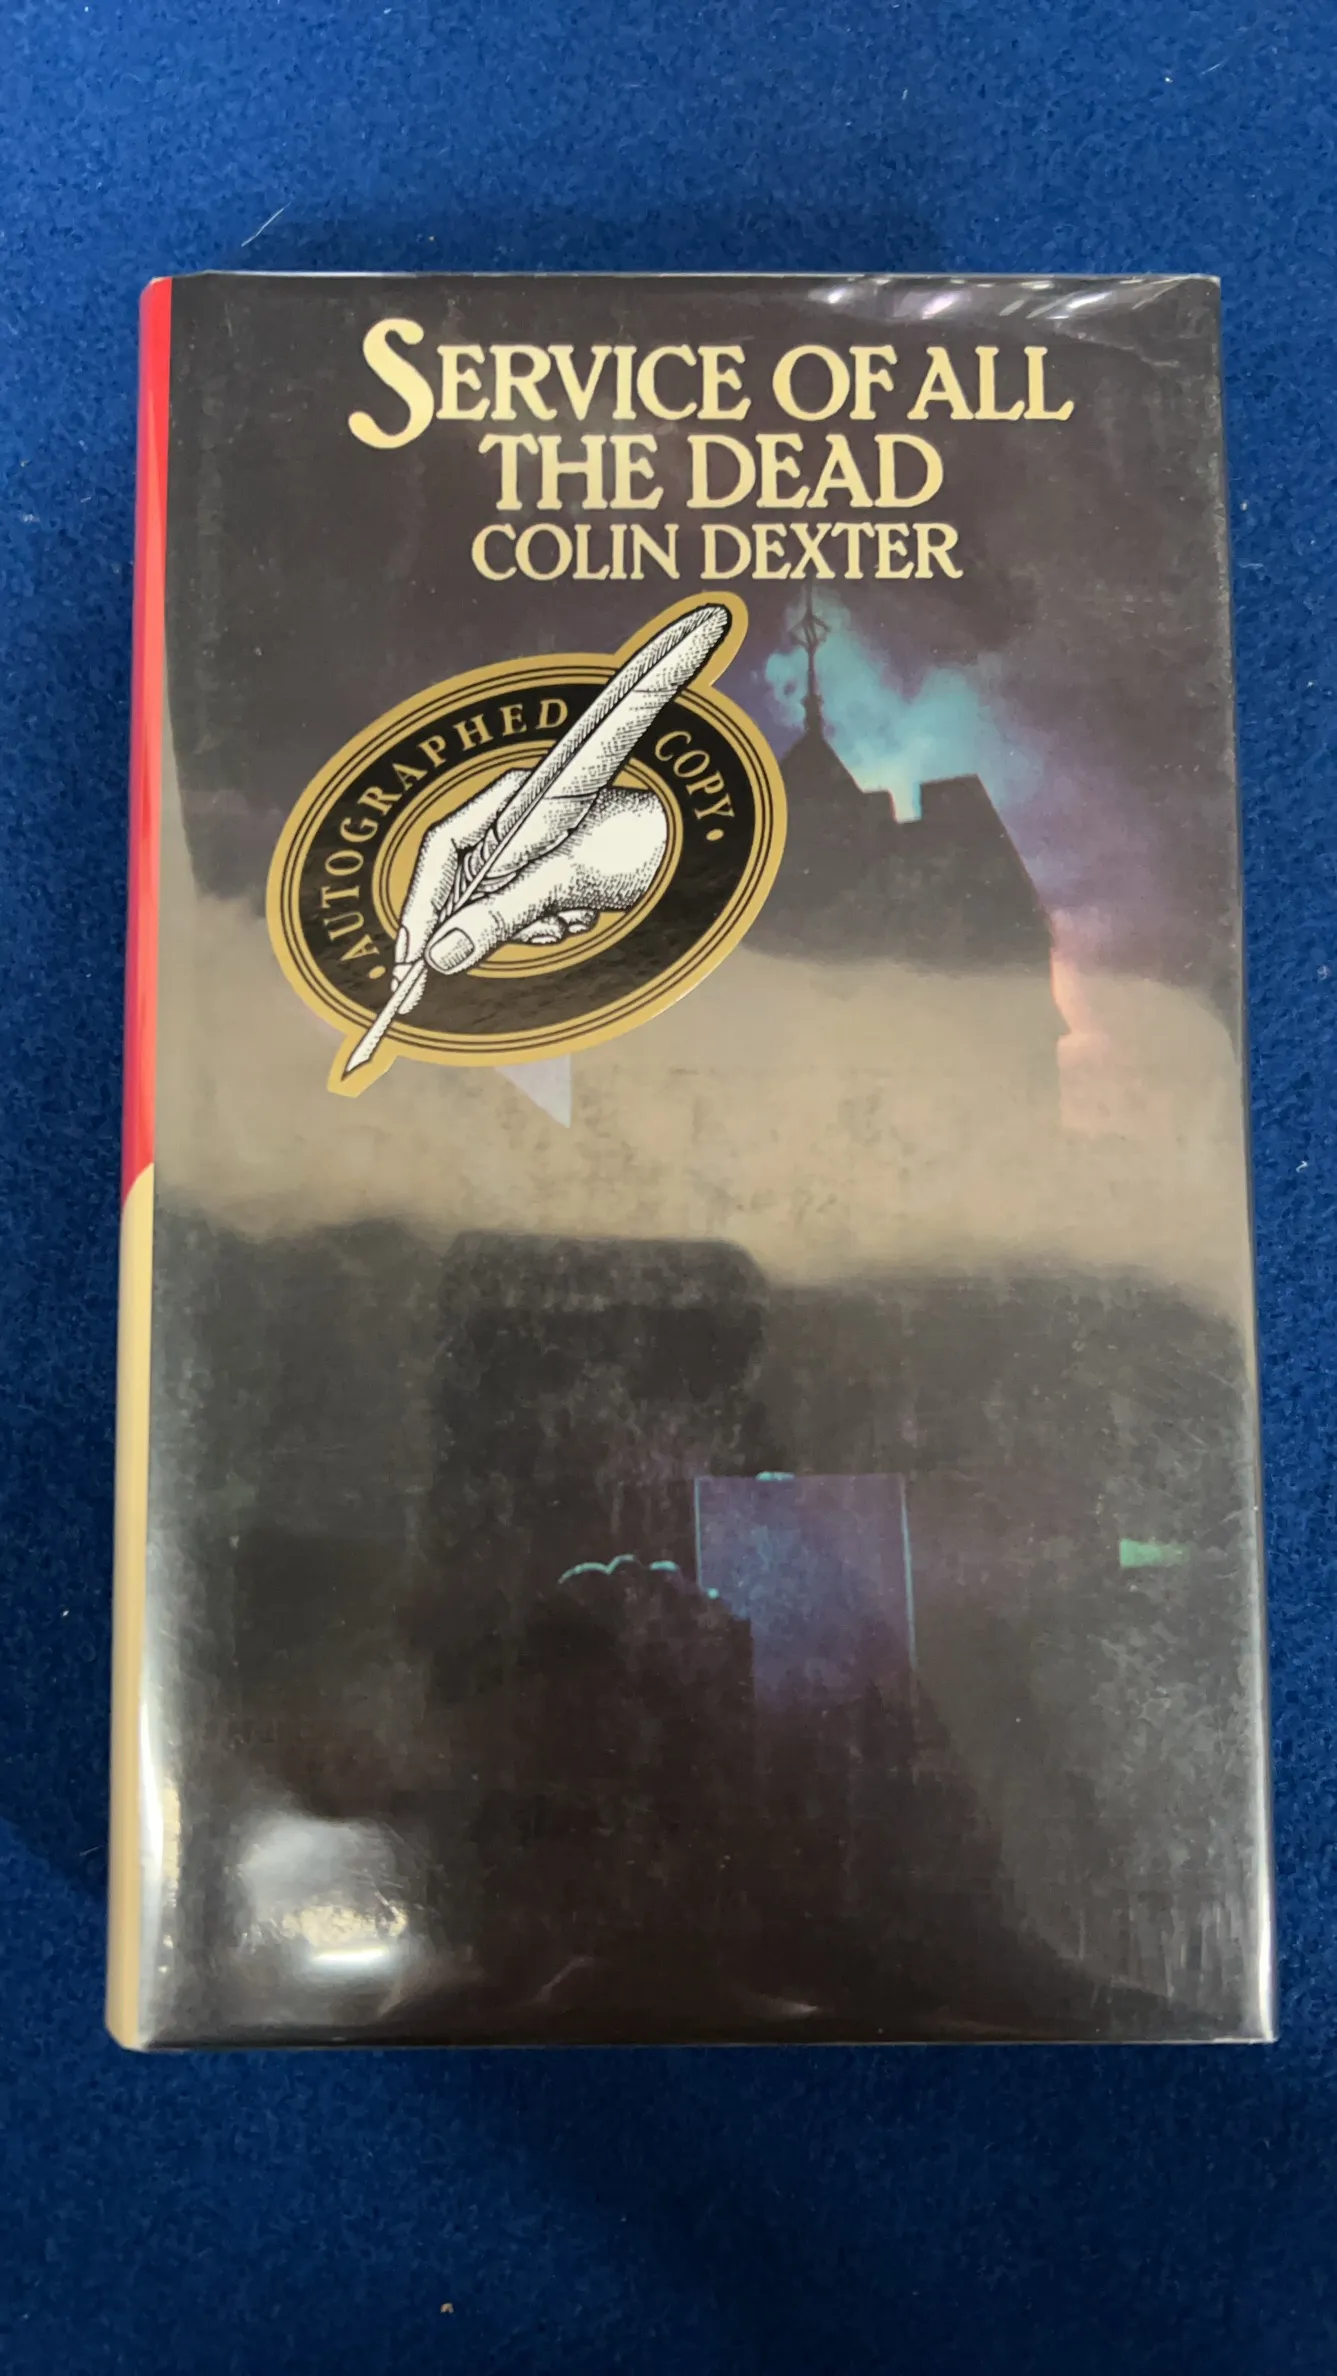 SERVICE OF ALL
THE DEAD
COLIN DEXTER
• AUTOGRAPHED COPY •